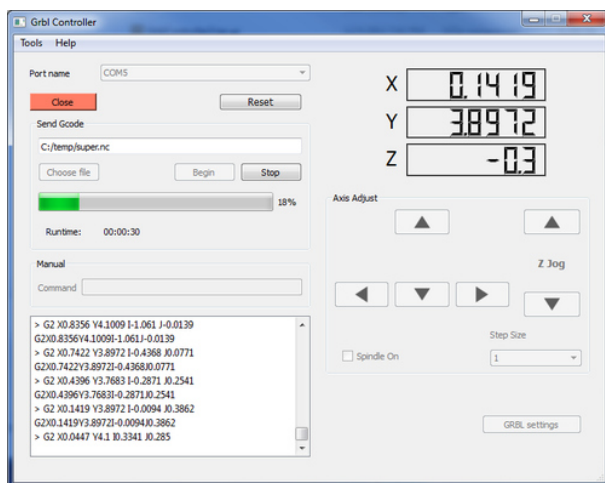 Grbl Controller
Tools Help
Port name COM5
Close Reset
Send Gcode
C:/temp/super.nc
Choose file Begin Stop
18%
Runtime: 00:00:30
Manual
Command
> G2 X0.8356 Y4.1009 I-1.061 J-0.0139
G2X0.8356Y4.1009I-1.061J-0.0139
> G2 X0.7422 Y3.8972 I-0.4368 J0.0771
G2X0.7422Y3.8972I-0.4368J0.0771
> G2 X0.4396 Y3.7683 I-0.2871 J0.2541
G2X0.4396Y3.7683I-0.2871J0.2541
> G2 X0.1419 Y3.8972 I-0.0094 J0.3862
G2X0.1419Y3.8972I-0.0094J0.3862
> G2 X0.0447 Y4.1 I0.3341 J0.285
X 0.1419
Y 3.8972
Z -0.3
Axis Adjust
Z Jog
Step Size
Spindle On 1
GRBL settings